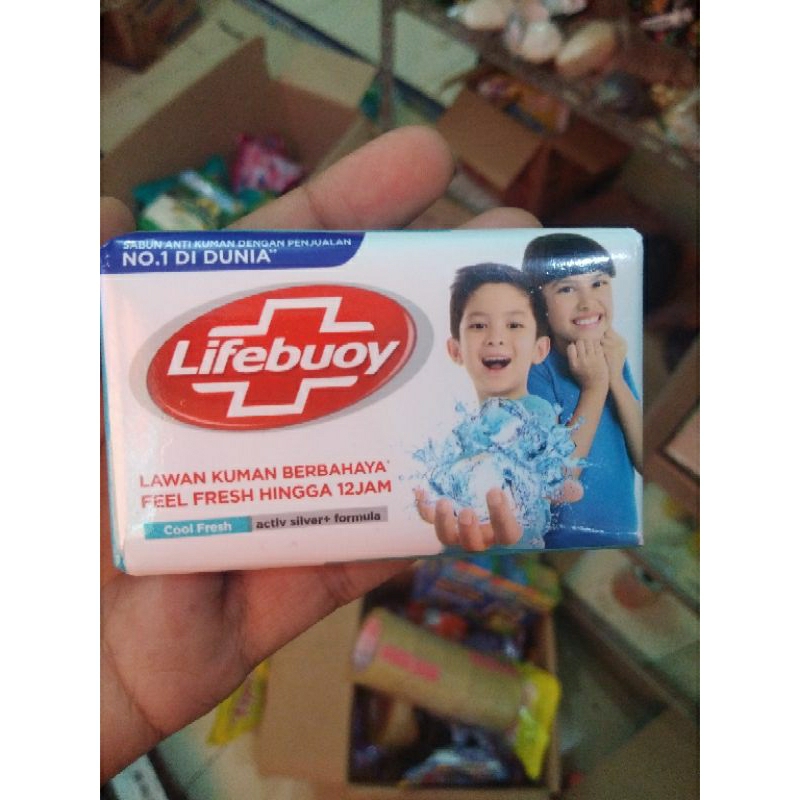 SABUN ANTI KUMAN DENGAN PENJUALAN
NO.1 DI DUNIA**
Lifebuoy
LAWAN KUMAN BERBAHAYA*
FEEL FRESH HINGGA 12JAM
Cool Fresh activ silver+ formula